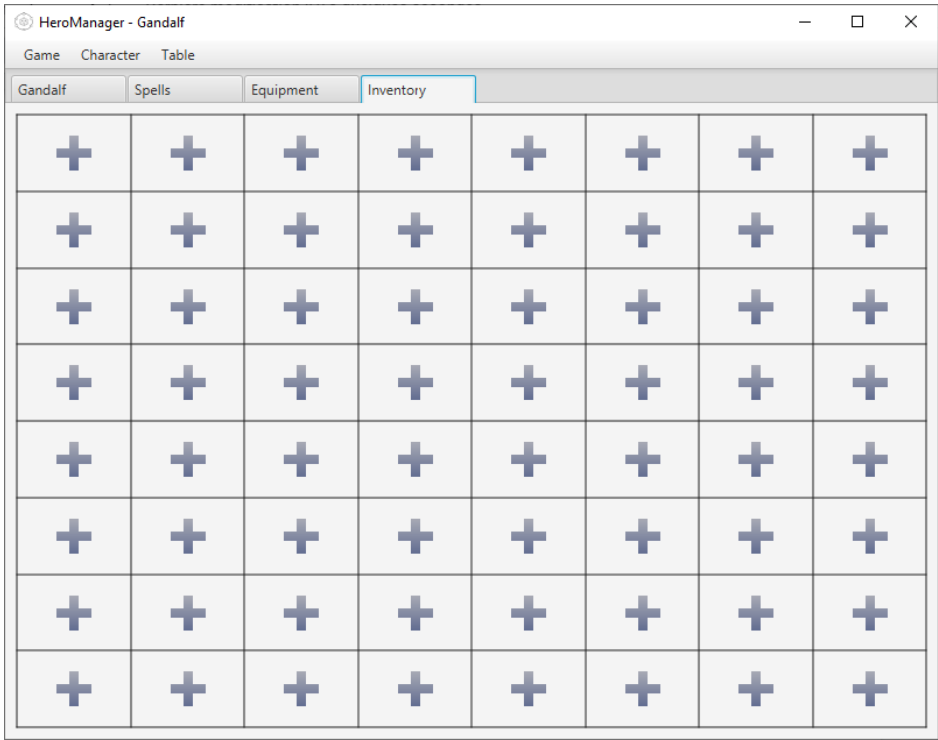 HeroManager - Gandalf
Game Character Table
Gandalf Spells Equipment Inventory